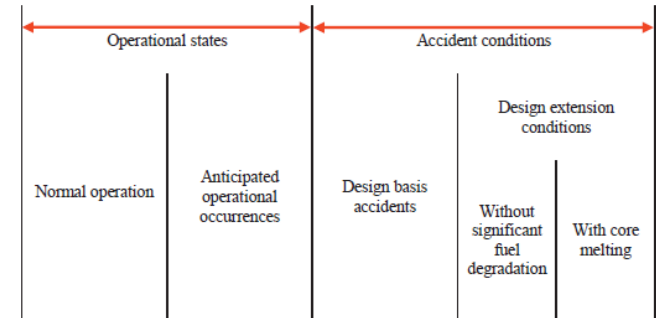 Operational states
Accident conditions
Normal operation
Anticipated
operational
occurrences
Design basis
accidents
Design extension
conditions
Without
significant
fuel
degradation
With core
melting